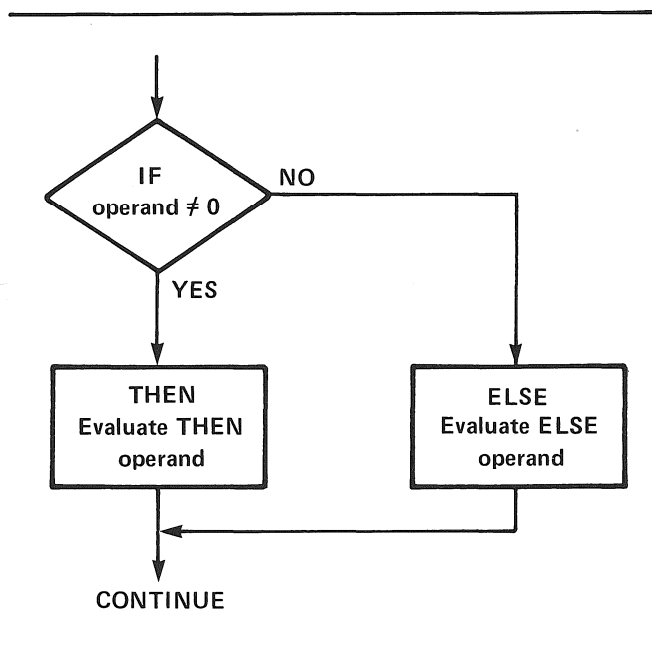 IF
operand ≠ 0
NO
YES
THEN
Evaluate THEN
operand
ELSE
Evaluate ELSE
operand
CONTINUE